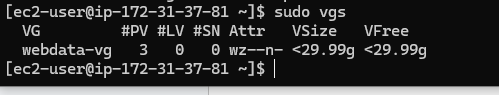 [ec2-user@ip-172-31-37-81 ~]$ sudo vgs
  VG         #PV #LV #SN Attr   VSize   VFree
  webdata-vg   3   0   0 wz--n- <29.99g <29.99g
[ec2-user@ip-172-31-37-81 ~]$